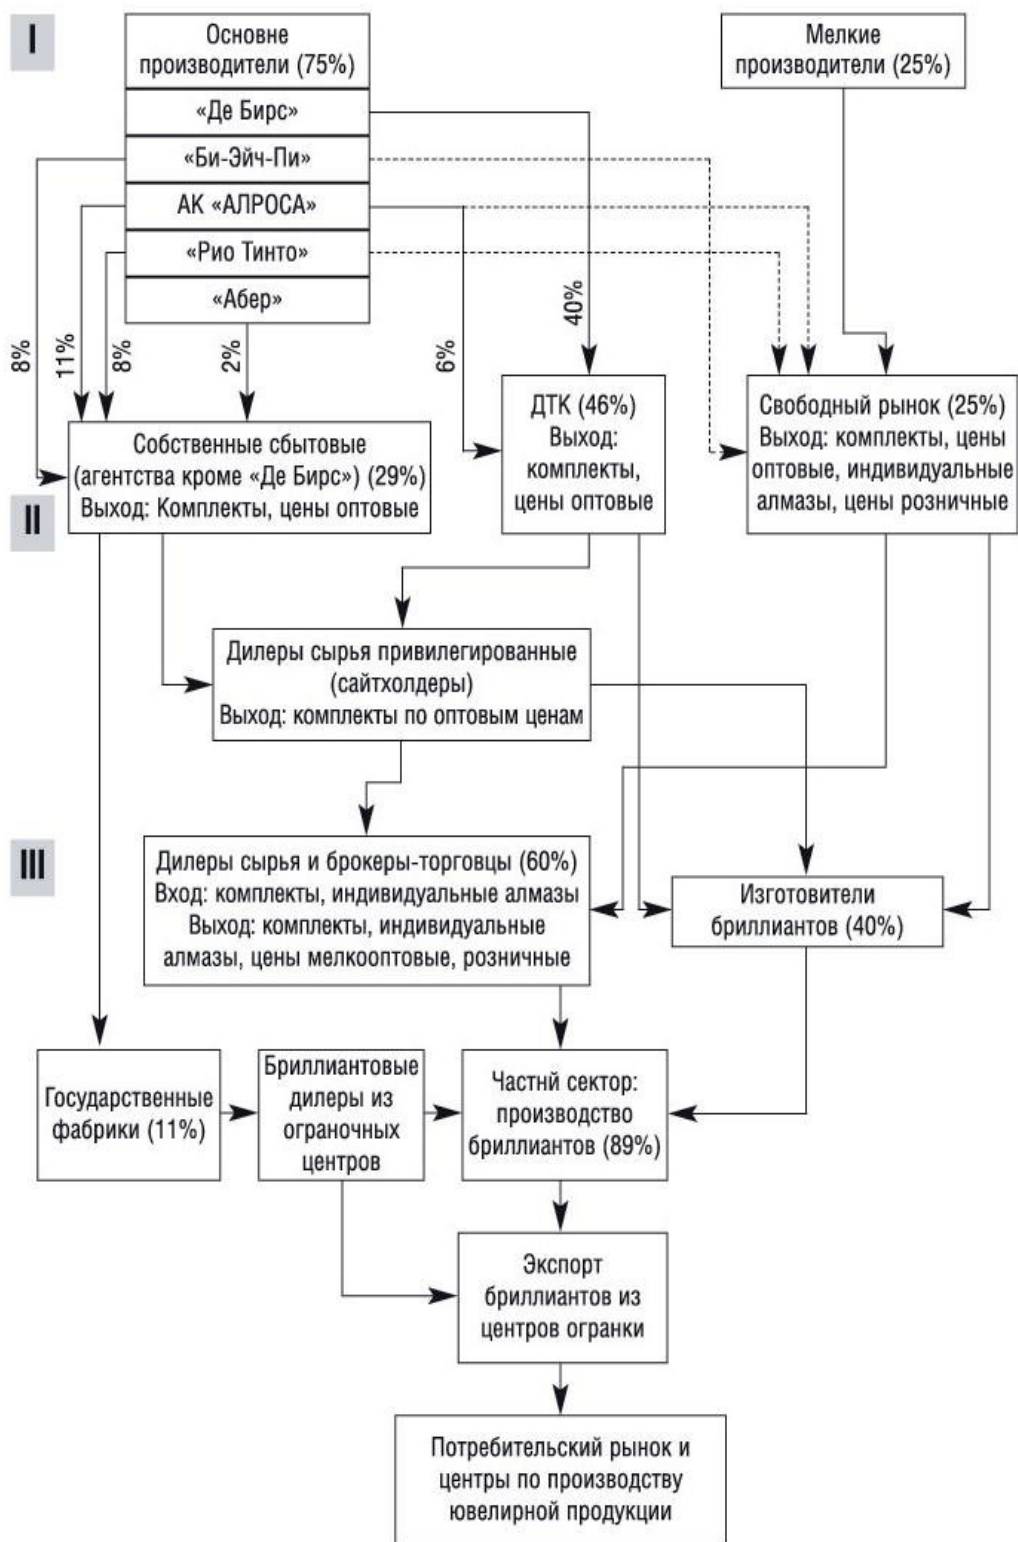 I
Основне
производители (75%)
Мелкие
производители (25%)
«Де Бирс»
«Би-Эйч-Пи»
АК «АЛРОСА»
«Рио Тинто»
«Абер»
8%
11%
8%
2%
6%
40%
Собственные сбытовые
(агентства кроме «Де Бирс») (29%)
Выход: Комплекты, цены оптовые
ДТК (46%)
Выход:
комплекты,
цены оптовые
Свободный рынок (25%)
Выход: комплекты, цены
оптовые, индивидуальные
алмазы, цены розничные
II
Дилеры сырья привилегированные
(сайтхолдеры)
Выход: комплекты по оптовым ценам
III
Дилеры сырья и брокеры-торговцы (60%)
Вход: комплекты, индивидуальные алмазы
Выход: комплекты, индивидуальные
алмазы, цены мелкооптовые, розничные
Изготовители
бриллиантов (40%)
Государственные
фабрики (11%)
Бриллиантовые
дилеры из
ограночных
центров
Частнй сектор:
производство
бриллиантов (89%)
Экспорт
бриллиантов из
центров огранки
Потребительский рынок и
центры по производству
ювелирной продукции